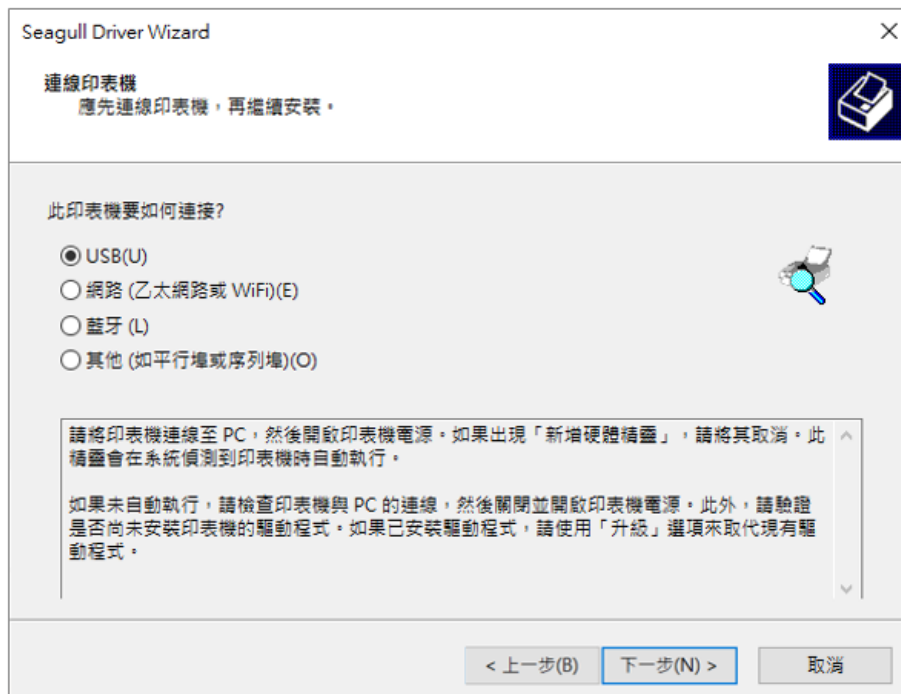 Seagull Driver Wizard
連線印表機
應先連線印表機，再繼續安裝。
此印表機要如何連接?
USB(U)
網路 (乙太網路或 WiFi)(E)
藍牙 (L)
其他 (如平行埠或序列埠)(O)
請將印表機連線至 PC，然後開啟印表機電源。如果出現「新增硬體精靈」，請將其取消。此
精靈會在系統偵測到印表機時自動執行。
如果未自動執行，請檢查印表機與 PC 的連線，然後關閉並開啟印表機電源。此外，請驗證
是否尚未安裝印表機的驅動程式。如果已安裝驅動程式，請使用「升級」選項來取代現有驅
動程式。
< 上一步(B)
下一步(N) >
取消